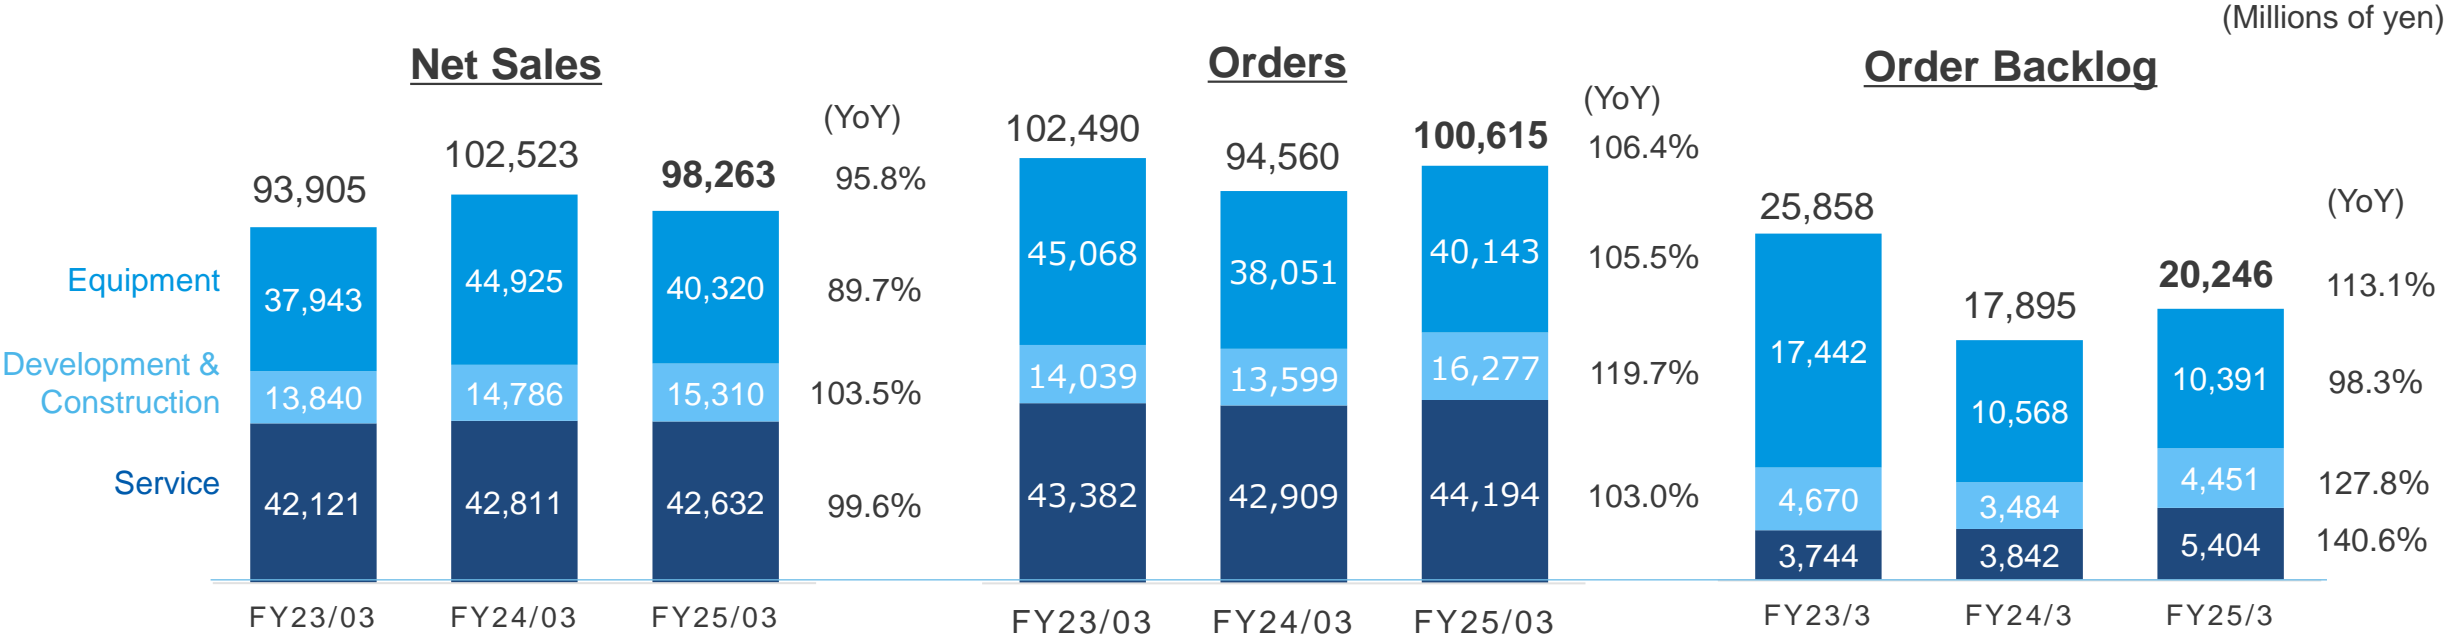 (Millions of yen)
Net Sales
Orders
Order Backlog
(YoY)
93,905
102,523
98,263
95.8%
Equipment
37,943
44,925
40,320
89.7%
Development &
Construction
13,840
14,786
15,310
103.5%
Service
42,121
42,811
42,632
99.6%
FY23/03
FY24/03
FY25/03
(YoY)
102,490
94,560
100,615
106.4%
45,068
38,051
40,143
105.5%
14,039
13,599
16,277
119.7%
43,382
42,909
44,194
103.0%
FY23/03
FY24/03
FY25/03
(YoY)
25,858
17,895
20,246
113.1%
17,442
10,568
10,391
98.3%
4,670
3,484
4,451
127.8%
3,744
3,842
5,404
140.6%
FY23/3
FY24/3
FY25/3